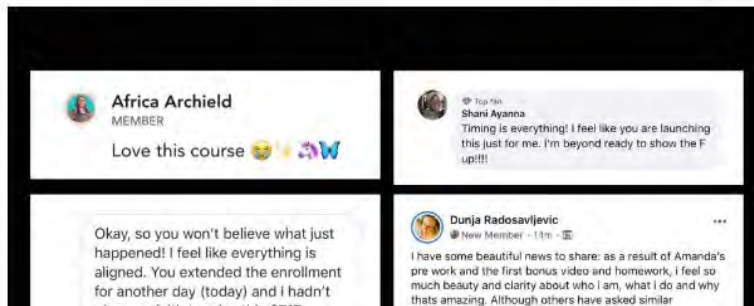 Africa Archield
MEMBER
Love this course 😭✨🦄🦋
Top fan
Shani Ayanna
Timing is everything! I feel like you are launching
this just for me. I'm beyond ready to show the F
up!!!!
Okay, so you won't believe what just
happened! I feel like everything is
aligned. You extended the enrollment
for another day (today) and I hadn't
Dunja Radosavljevic
New Member · 14m ·
I have some beautiful news to share: as a result of Amanda's
pre work and the first bonus video and homework, i feel so
much beauty and clarity about who i am, what i do and why
thats amazing. Although others have asked similar